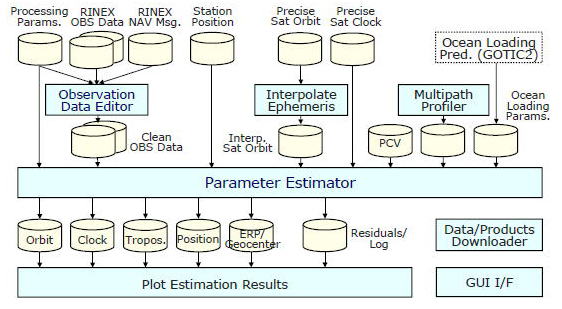 Processing
Params.
RINEX
OBS Data
RINEX
NAV Msg.
Station
Position
Precise
Sat Orbit
Precise
Sat Clock
Ocean Loading
Pred. (GOTIC2)
Observation
Data Editor
Interpolate
Ephemeris
Multipath
Profiler
Ocean
Loading
Params.
Clean
OBS Data
Interp.
Sat Orbit
PCV
Parameter Estimator
Orbit
Clock
Tropos.
Position
ERP/
Geocenter
Residuals/
Log
Data/Products
Downloader
Plot Estimation Results
GUI I/F